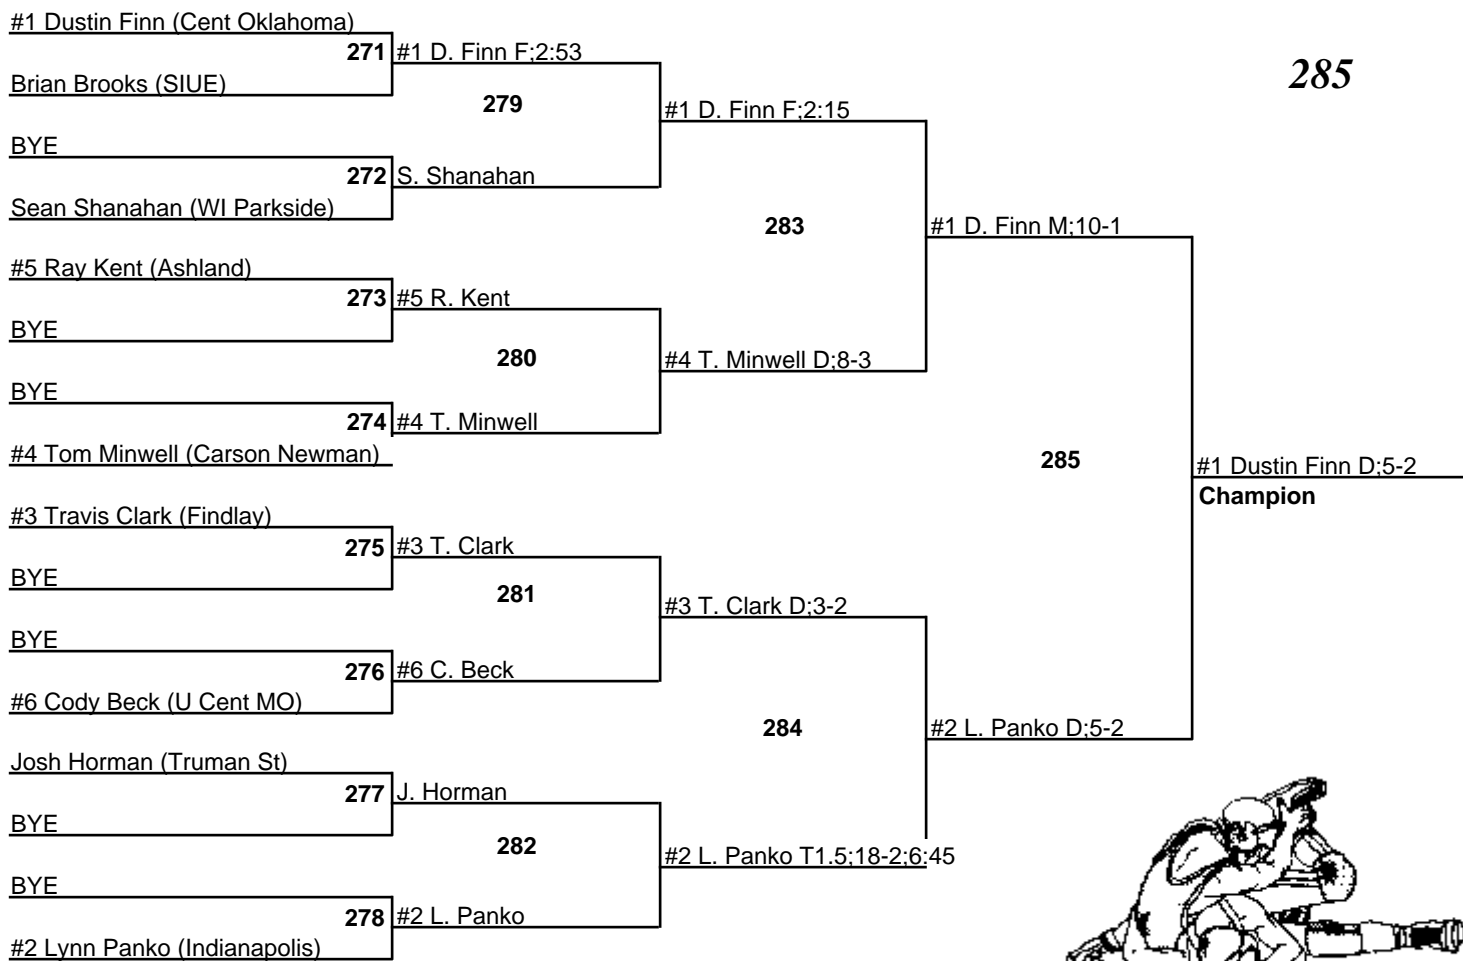 #1 Dustin Finn (Cent Oklahoma)
271 #1 D. Finn F;2:53
285
Brian Brooks (SIUE)
279
#1 D. Finn F;2:15
BYE
272 S. Shanahan
Sean Shanahan (WI Parkside)
283
#1 D. Finn M;10-1
#5 Ray Kent (Ashland)
273 #5 R. Kent
BYE
280
#4 T. Minwell D;8-3
BYE
274 #4 T. Minwell
#4 Tom Minwell (Carson Newman)
285
#1 Dustin Finn D;5-2
Champion
#3 Travis Clark (Findlay)
275 #3 T. Clark
BYE
281
#3 T. Clark D;3-2
BYE
276 #6 C. Beck
#6 Cody Beck (U Cent MO)
284
#2 L. Panko D;5-2
Josh Horman (Truman St)
277 J. Horman
BYE
282
#2 L. Panko T1.5;18-2;6:45
BYE
278 #2 L. Panko
#2 Lynn Panko (Indianapolis)